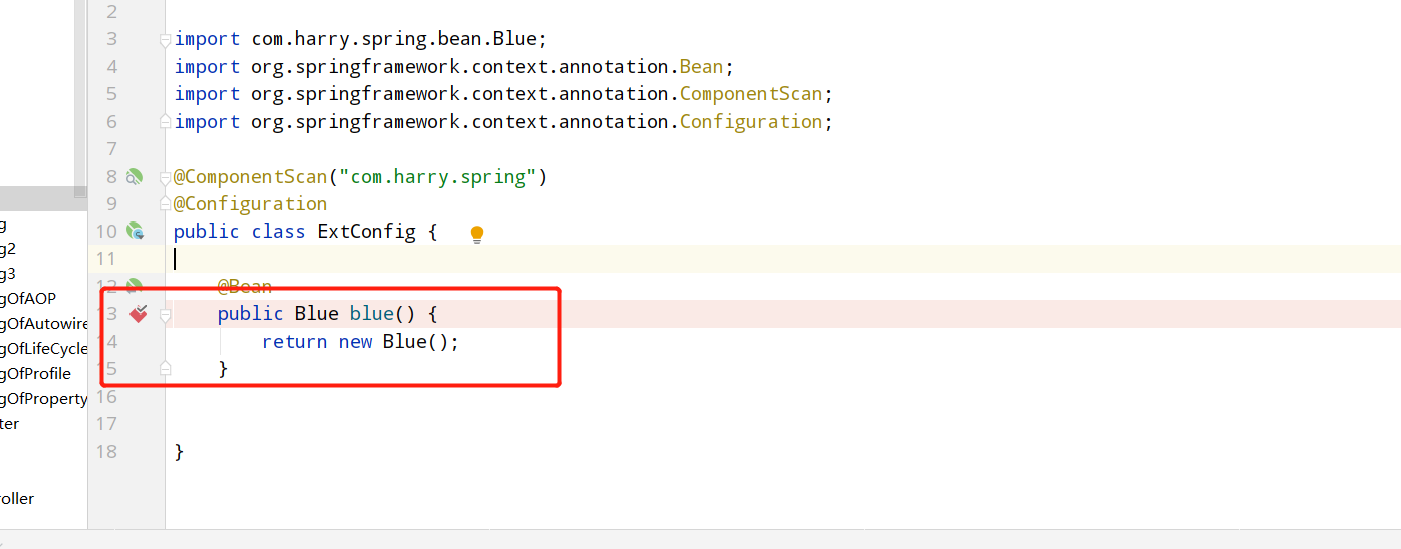 2
3 import com.harry.spring.bean.Blue;
4 import org.springframework.context.annotation.Bean;
5 import org.springframework.context.annotation.ComponentScan;
6 import org.springframework.context.annotation.Configuration;
7
8 @ComponentScan("com.harry.spring")
9 @Configuration
10 public class ExtConfig {
11
12 @Bean
13 public Blue blue() {
14 return new Blue();
15 }
16
17
18 }
g
g2
g3
gOfAOP
gOfAutowire
gOfLifeCycle
gOfProfile
gOfProperty
ter
roller